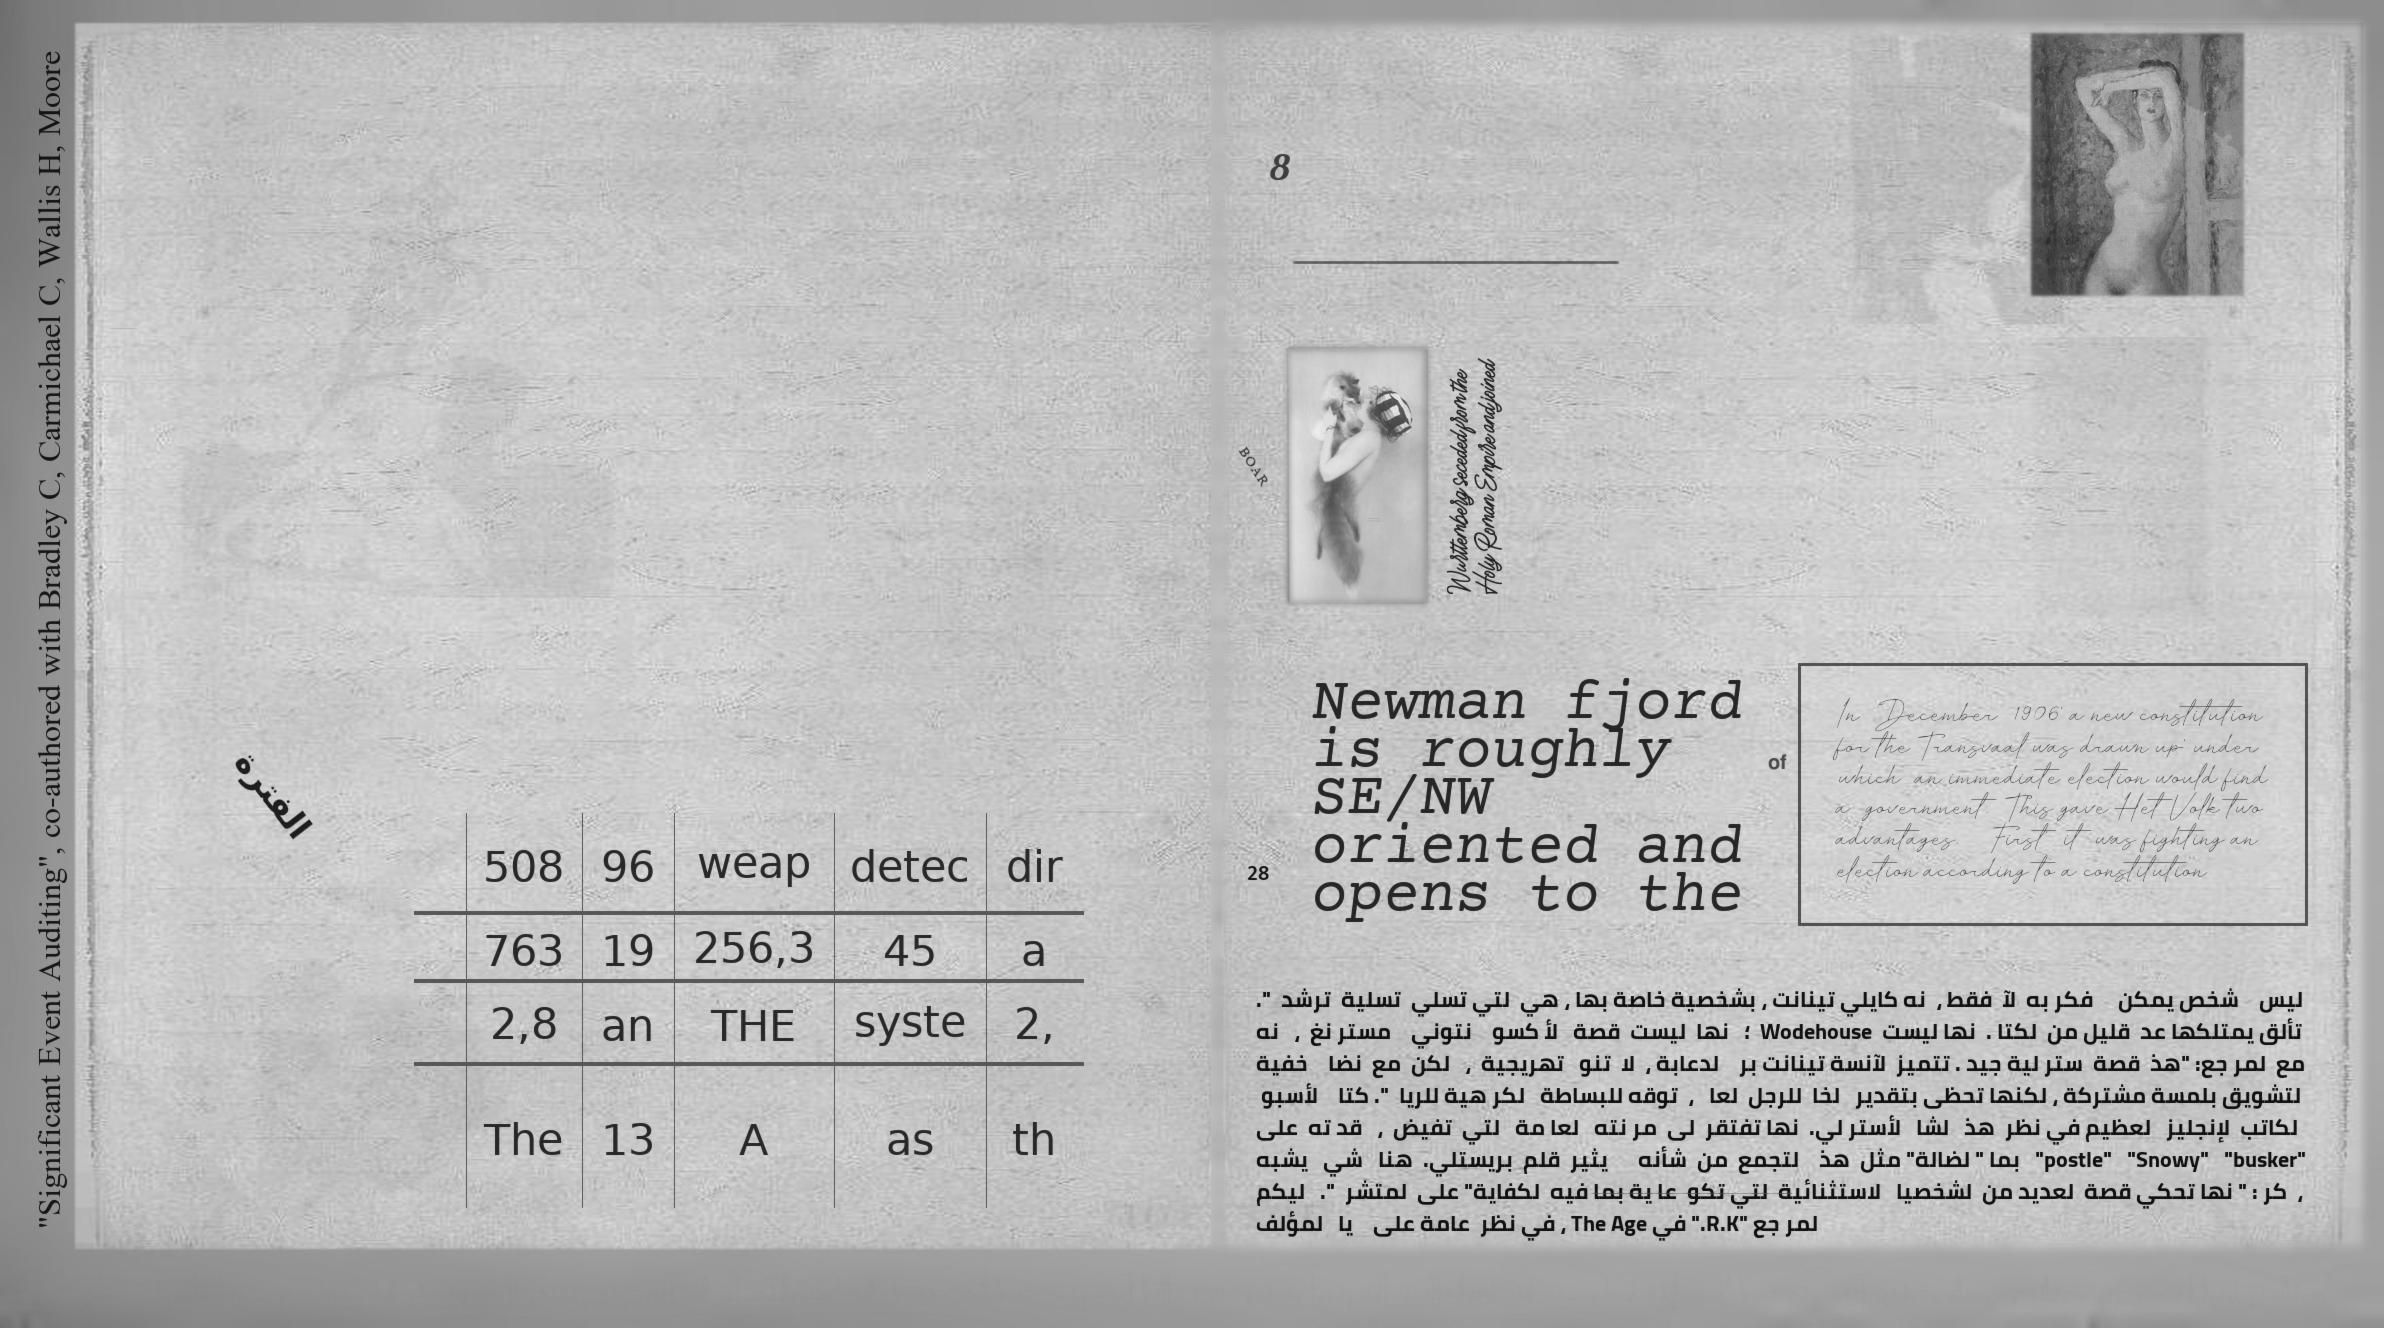 "Significant Event Auditing", co-authored with Bradley C, Carmichael C, Wallis H, Moore
الفترة
508 96 weap detec dir
763 19 256,3 45 a
2,8 an THE syste 2,
The 13 A as th
8
BOAR
Wurttemberg seceded from the
Holy Roman Empire and joined
Newman fjord
is roughly
SE/NW
oriented and
opens to the
of
28
In December 1906 a new constitution
for the Transvaal was drawn up under
which an immediate election would find
a government This gave Het Volk two
advantages. First it was fighting an
election according to a constitution
ليس شخص يمكن فكر به لآ فقط ، نه كايلي تينانت ، بشخصية خاصة بها ، هي لتي تسلي تسلية ترشد ".
تألق يمتلكها عد قليل من لكتا . نها ليست Wodehouse ؛ نها ليست قصة لأ كسو نتوني مستر نغ ، نه
مع لمر جع: "هذ قصة ستر لية جيد . تتميز لآنسة تينانت بر لدعابة ، لا تنو تهريجية ، لكن مع نضا خفية
لتشويق بلمسة مشتركة ، لكنها تحظى بتقدير لخا للرجل لعا ، توقه للبساطة لكر هية للريا ". كتا لأسبو
لكاتب لإنجليز لعظيم في نظر هذ لشا لأستر لي. نها تفتقر لى مر نته لعا مة لتي تفيض ، قد ته على
"postle" "Snowy" "busker" بما " لضالة" مثل هذ لتجمع من شأنه يثير قلم بريستلي. هنا شي يشبه
، كر : " نها تحكي قصة لعديد من لشخصيا لاستثنائية لتي تكو عا ية بما فيه لكفاية" على لمتشر ". ليكم
لمر جع "R.K." في The Age ، في نظر عامة على يا لمؤلف